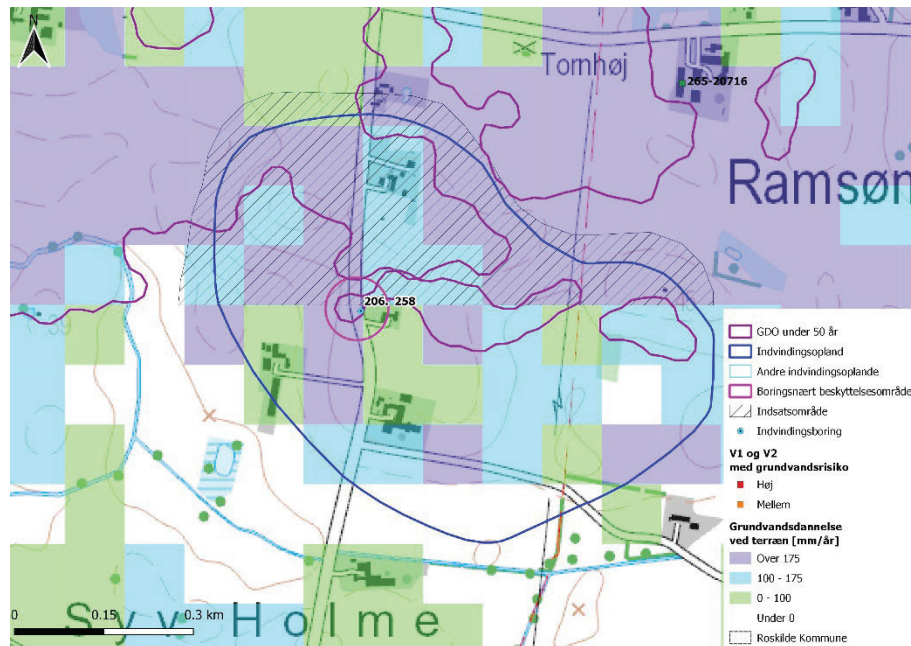 N
Tornhøj
265-20716
Ramsøn
206. 258
39
GDO under 50 år
Indvindingsopland
Andre indvindingsoplande
Boringsnært beskyttelsesområde
Indsatsområde
Indvindingsboring
V1 og V2
med grundvandsrisiko
Høj
Mellem
Grundvandsdannelse
ved terræn [mm/år]
Over 175
100 - 175
0 - 100
Under 0
Roskilde Kommune
0 0.15 0.3 km
Syv Holme